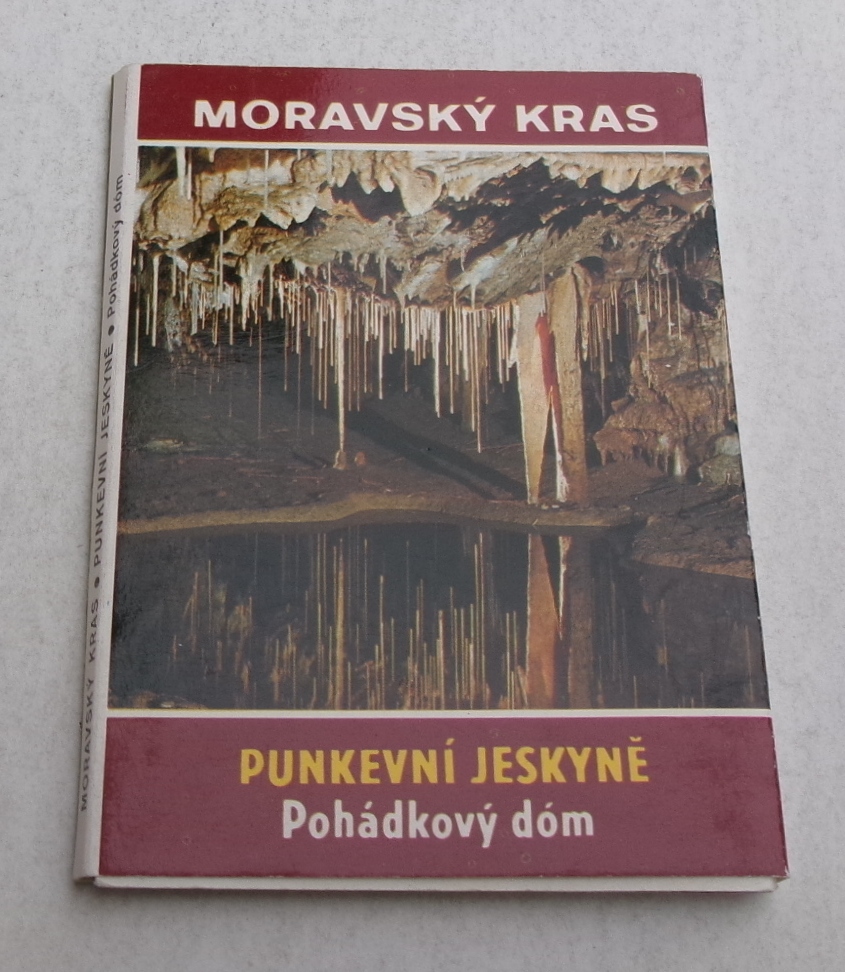 MORAVSKÝ KRAS
PUNKEVNÍ JESKYNĚ
Pohádkový dóm
MORAVSKÝ KRAS • PUNKEVNÍ JESKYNĚ • Pohádkový dóm